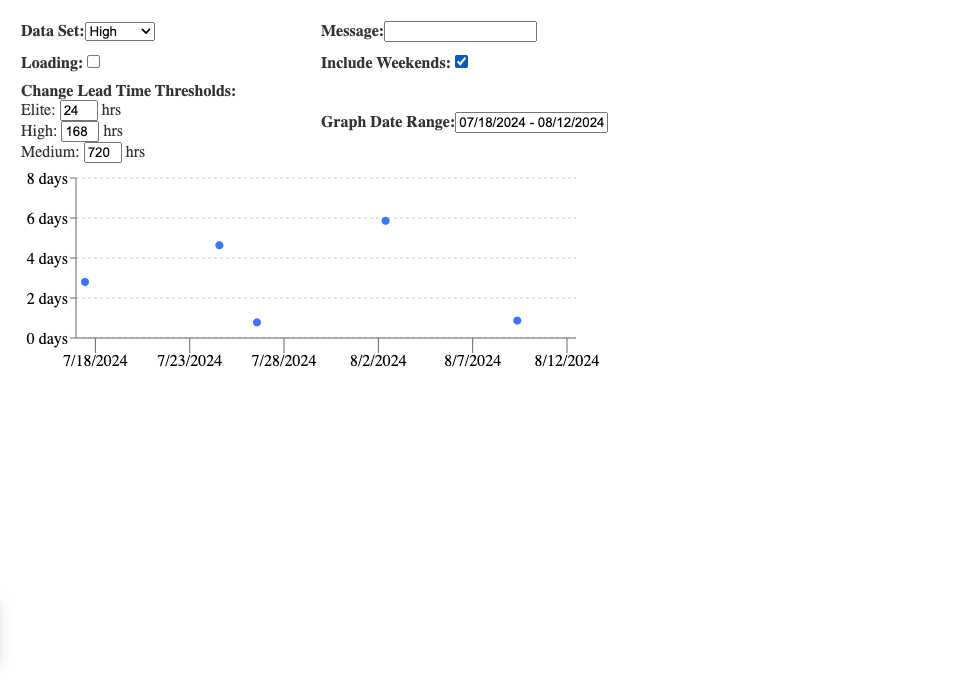 Data Set: High
Message:
Loading:
Include Weekends:
Change Lead Time Thresholds:
Elite: 24 hrs
High: 168 hrs
Medium: 720 hrs
Graph Date Range: 07/18/2024 - 08/12/2024
8 days
6 days
4 days
2 days
0 days
7/18/2024 7/23/2024 7/28/2024 8/2/2024 8/7/2024 8/12/2024